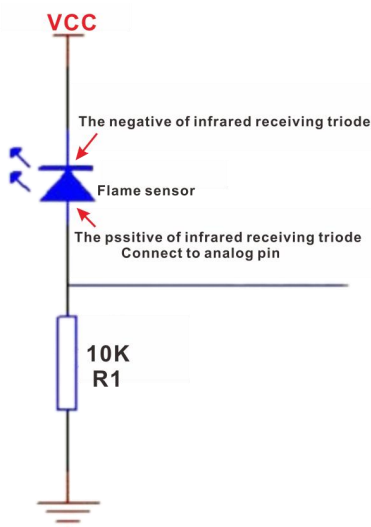 VCC
The negative of infrared receiving triode
Flame sensor
The pssitive of infrared receiving triode
Connect to analog pin
10K
R1